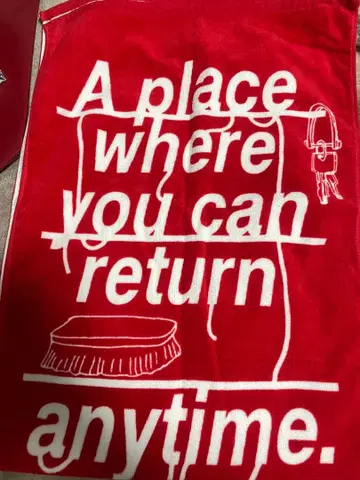 A place
where
you can
return
anytime.